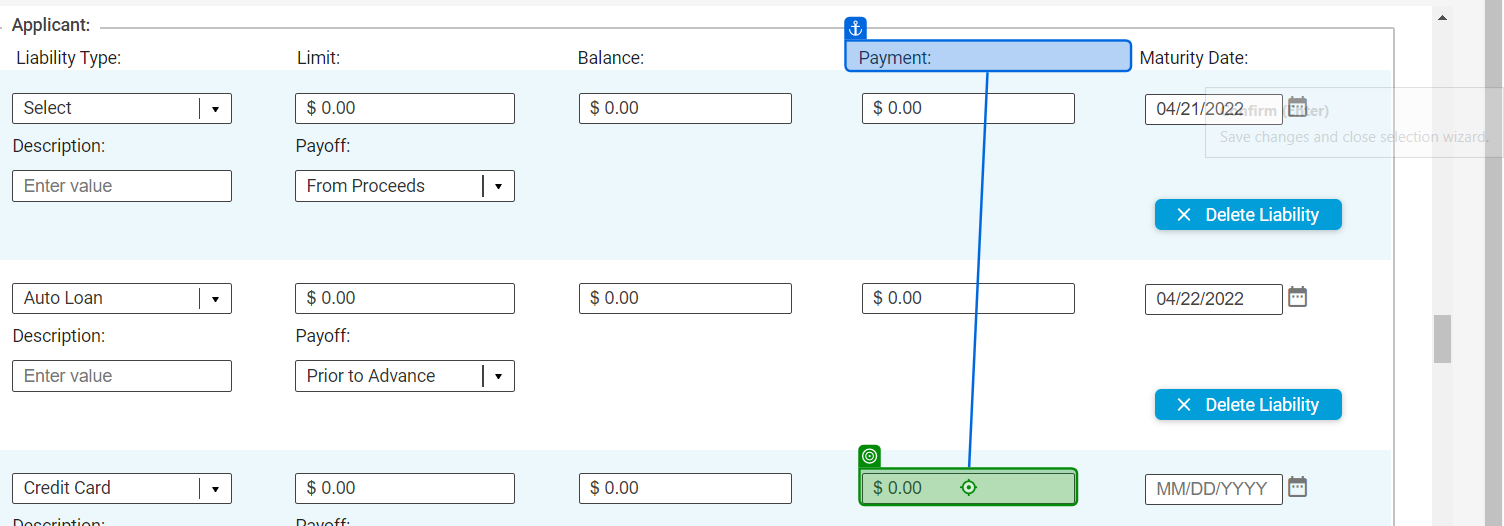 Applicant:
Liability Type: Limit: Balance: Payment: Maturity Date:
Select $ 0.00 $ 0.00 $ 0.00 04/21/2022
Confirm (Enter)
Description: Payoff:
Save changes and close selection wizard.
Enter value From Proceeds
Delete Liability
Auto Loan $ 0.00 $ 0.00 $ 0.00 04/22/2022
Description: Payoff:
Enter value Prior to Advance
Delete Liability
Credit Card $ 0.00 $ 0.00 $ 0.00 MM/DD/YYYY
Description: Payoff: